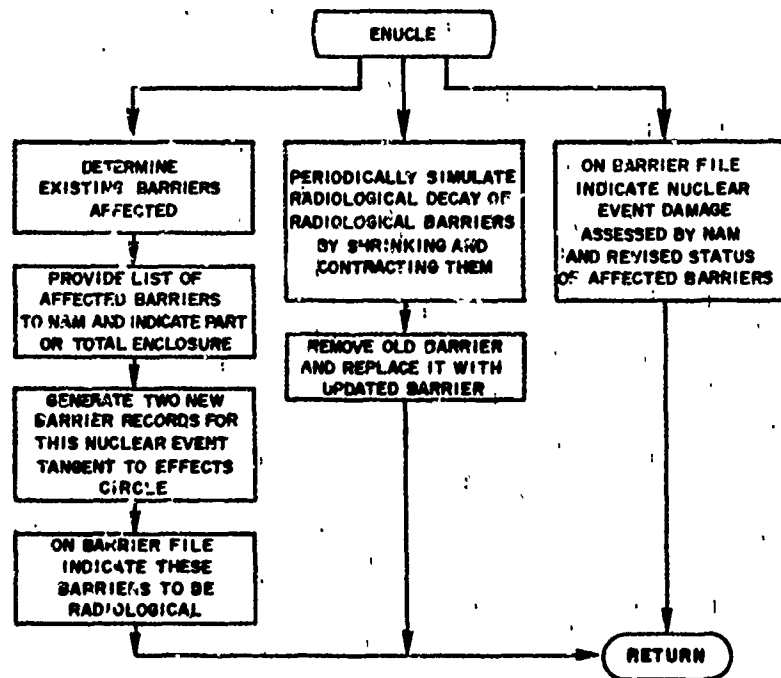 ENUCLE
DETERMINE
EXISTING BARRIERS
AFFECTED
PROVIDE LIST OF
AFFECTED BARRIERS
TO NAM AND INDICATE PART
OR TOTAL ENCLOSURE
GENERATE TWO NEW
BARRIER RECORDS FOR
THIS NUCLEAR EVENT
TANGENT TO EFFECTS
CIRCLE
ON BARRIER FILE
INDICATE THESE
BARRIERS TO BE
RADIOLOGICAL
PERIODICALLY SIMULATE
RADIOLOGICAL DECAY OF
RADIOLOGICAL BARRIERS
BY SHRINKING AND
CONTRACTING THEM
REMOVE OLD BARRIER
AND REPLACE IT WITH
UPDATED BARRIER
ON BARRIER FILE
INDICATE NUCLEAR
EVENT DAMAGE
ASSESSED BY NAM
AND REVISED STATUS
OF AFFECTED BARRIERS
RETURN